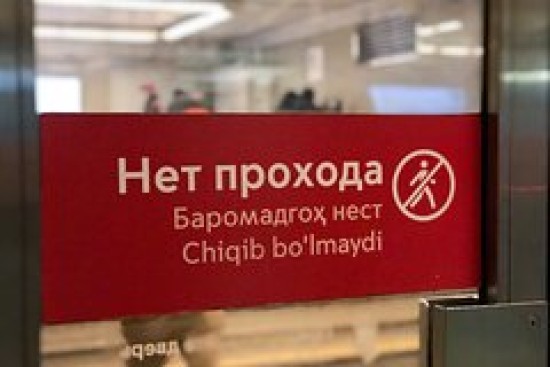 Нет прохода
Баромадгоҳ нест
Chiqib bo'lmaydi